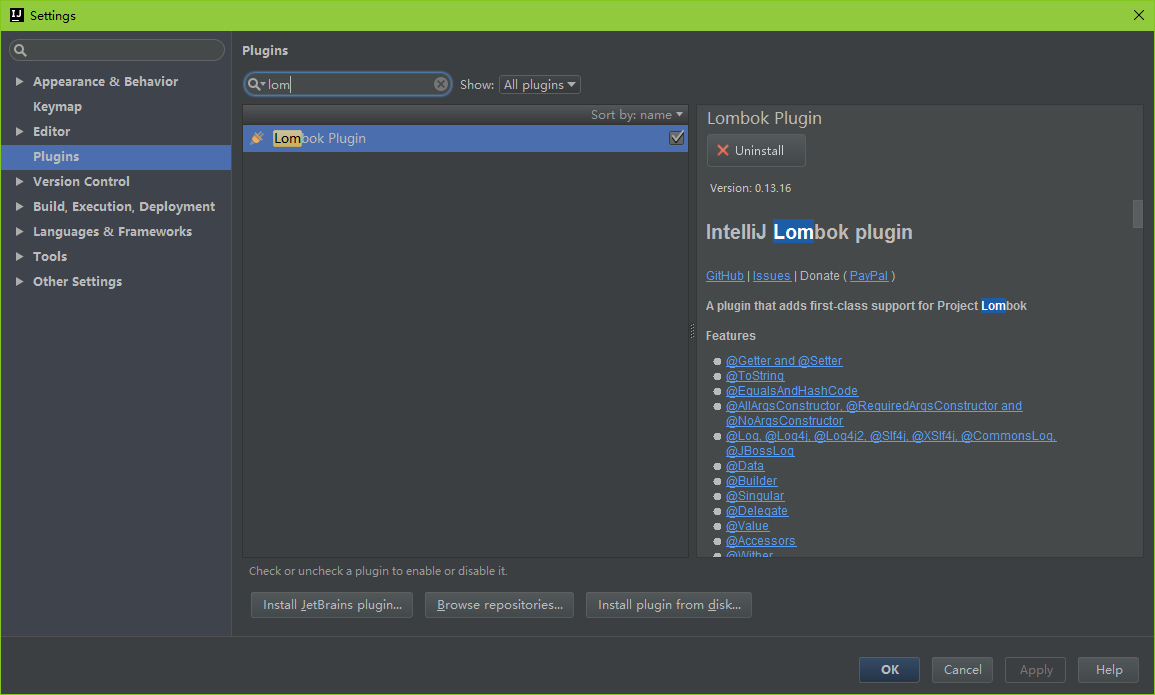 Settings
Appearance & Behavior
Keymap
Editor
Plugins
Version Control
Build, Execution, Deployment
Languages & Frameworks
Tools
Other Settings
Plugins
lom
Show: All plugins
Sort by: name
Lombok Plugin
Lombok Plugin
Uninstall
Version: 0.13.16
IntelliJ Lombok plugin
GitHub | Issues | Donate ( PayPal )
A plugin that adds first-class support for Project Lombok
Features
@Getter and @Setter
@ToString
@EqualsAndHashCode
@AllArgsConstructor, @RequiredArgsConstructor and
@NoArgsConstructor
@Log, @Log4j, @Log4j2, @Slf4j, @XSlf4j, @CommonsLog,
@JBossLog
@Data
@Builder
@Singular
@Delegate
@Value
@Accessors
@Wither
Check or uncheck a plugin to enable or disable it.
Install JetBrains plugin...
Browse repositories...
Install plugin from disk...
OK
Cancel
Apply
Help